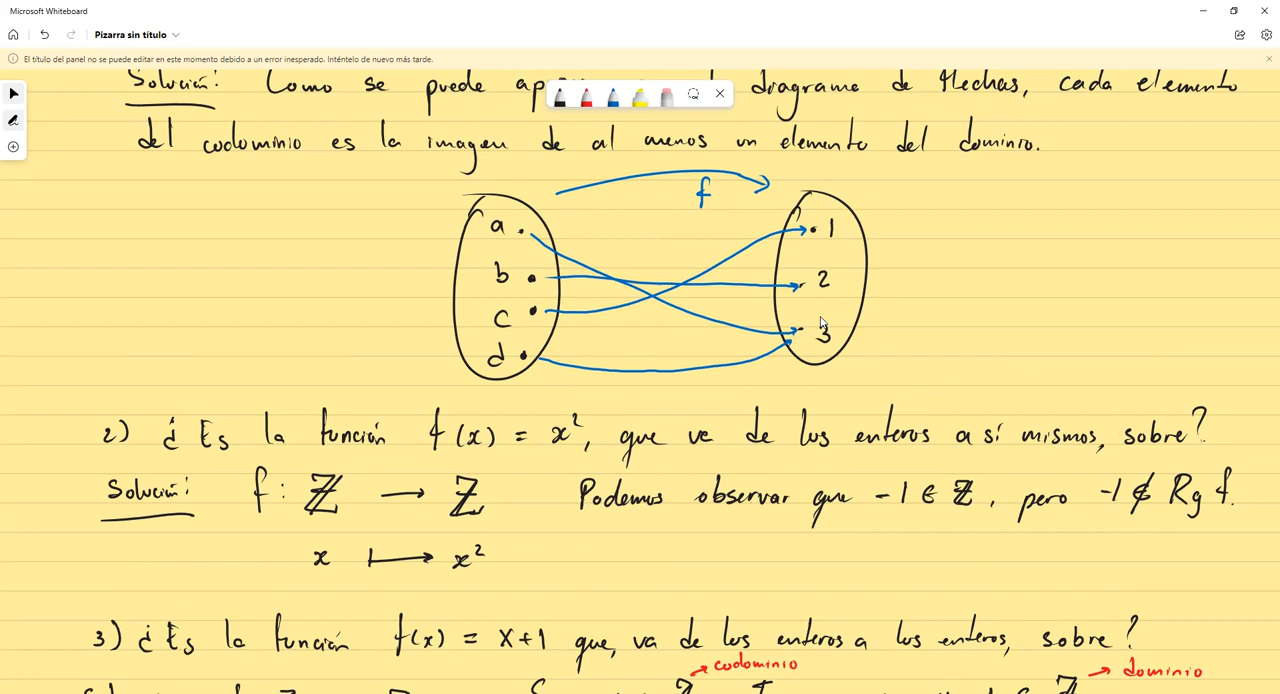 Microsoft Whiteboard
Pizarra sin título
El título del panel no se puede editar en este momento debido a un error inesperado. Inténtelo de nuevo más tarde.
Solución: Como se puede diagrama de flechas, cada elemento
del codominio es la imagen de al menos un elemento del dominio.
f
a
b
c
d
1
2
3
2) ¿Es la función f(x) = x², que va de los enteros a sí mismos, sobre?
Solución: f: ℤ → ℤ Podemos observar que -1 ∈ ℤ, pero -1 ∉ Rg f.
x ↦ x²
3) ¿Es la función f(x) = x+1 que, va de los enteros a los enteros, sobre?
→ codominio → dominio